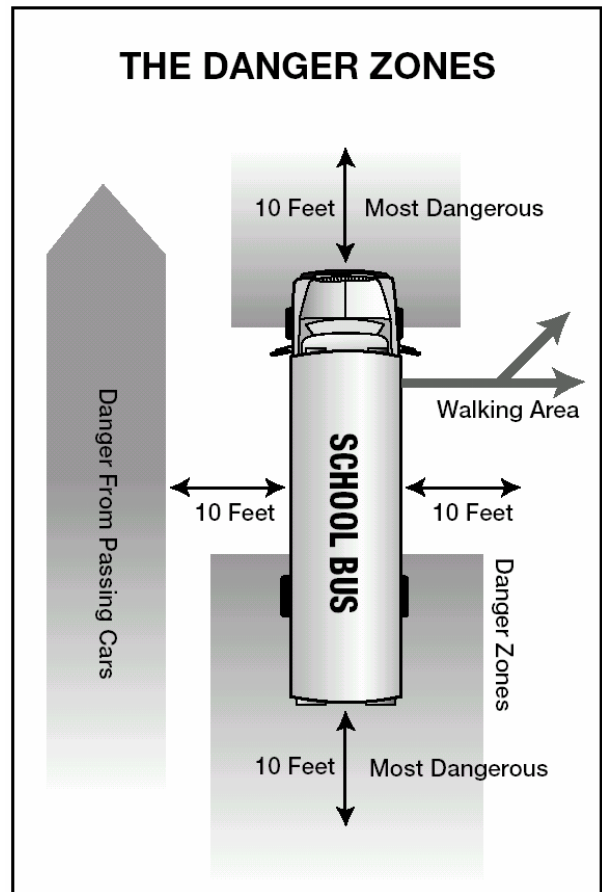 THE DANGER ZONES
10 Feet
Most Dangerous
Walking Area
Danger From Passing Cars
SCHOOL BUS
10 Feet
10 Feet
Danger Zones
10 Feet
Most Dangerous